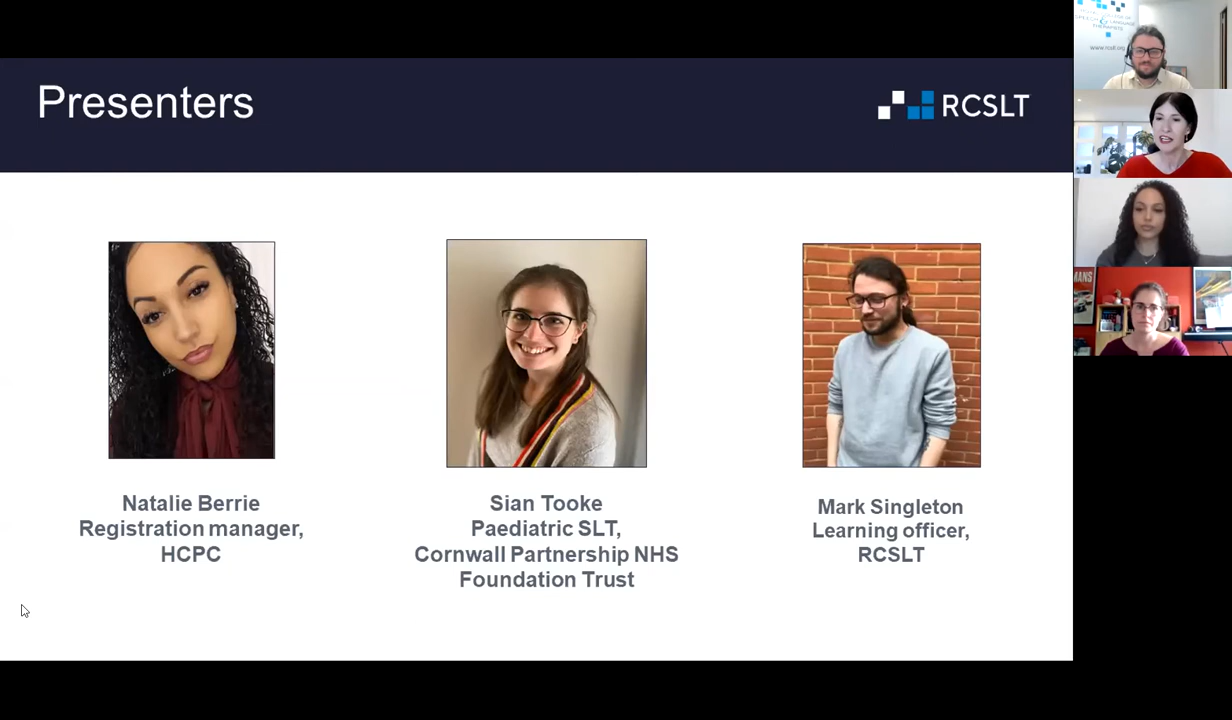 Presenters
RCSLT
Natalie Berrie
Registration manager,
HCPC
Sian Tooke
Paediatric SLT,
Cornwall Partnership NHS
Foundation Trust
Mark Singleton
Learning officer,
RCSLT